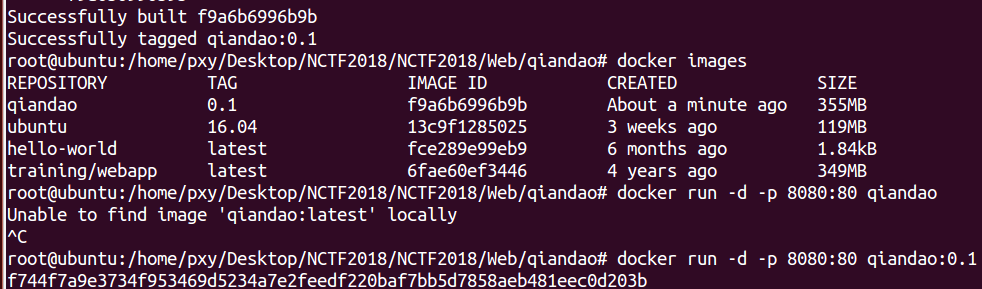 Successfully built f9a6b6996b9b
Successfully tagged qiandao:0.1
root@ubuntu:/home/pxy/Desktop/NCTF2018/NCTF2018/Web/qiandao# docker images
REPOSITORY TAG IMAGE ID CREATED SIZE
qiandao 0.1 f9a6b6996b9b About a minute ago 355MB
ubuntu 16.04 13c9f1285025 3 weeks ago 119MB
hello-world latest fce289e99eb9 6 months ago 1.84kB
training/webapp latest 6fae60ef3446 4 years ago 349MB
root@ubuntu:/home/pxy/Desktop/NCTF2018/NCTF2018/Web/qiandao# docker run -d -p 8080:80 qiandao
Unable to find image 'qiandao:latest' locally
^C
root@ubuntu:/home/pxy/Desktop/NCTF2018/NCTF2018/Web/qiandao# docker run -d -p 8080:80 qiandao:0.1
f744f7a9e3734f953469d5234a7e2feedf220baf7bb5d7858aeb481eec0d203b